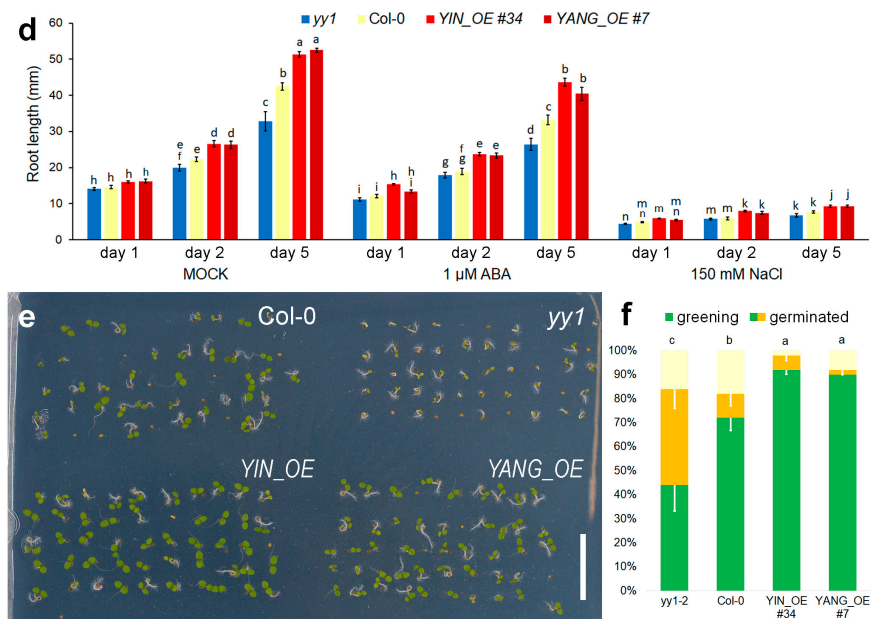 d
yy1 Col-0 YIN_OE #34 YANG_OE #7
Root length (mm)
60
50
40
30
20
10
0
h h h h
e f e d d
c b a a
i i h h i
g f g e e
d c b b
n m n m m n
m m k k
k k j j
day 1 day 2 day 5 day 1 day 2 day 5 day 1 day 2 day 5
MOCK 1 µM ABA 150 mM NaCl
e
Col-0 yy1
YIN_OE YANG_OE
f
greening germinated
c b a a
100%
90%
80%
70%
60%
50%
40%
30%
20%
10%
0%
yy1-2 Col-0 YIN_OE YANG_OE
#34 #7